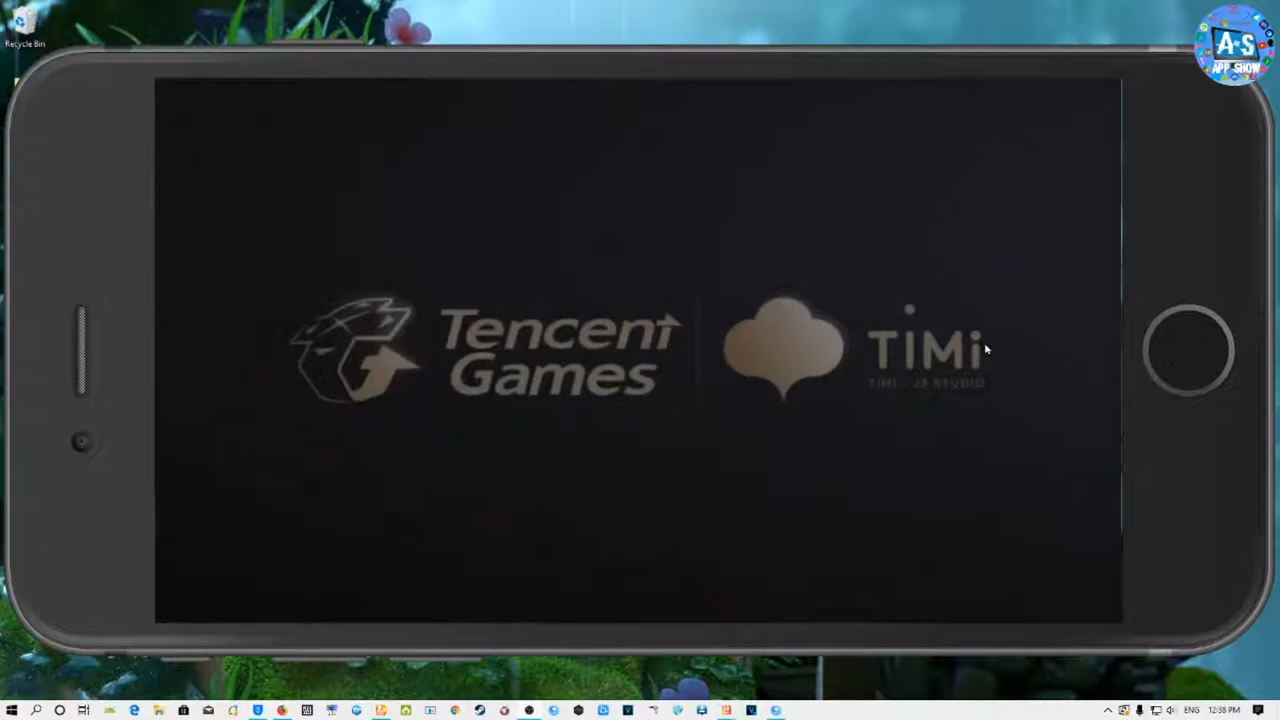 Recycle Bin
A-S
APP SHOW
Tencent
Games
TiMi
TIMI - J3 STUDIO
ENG
12:38 PM